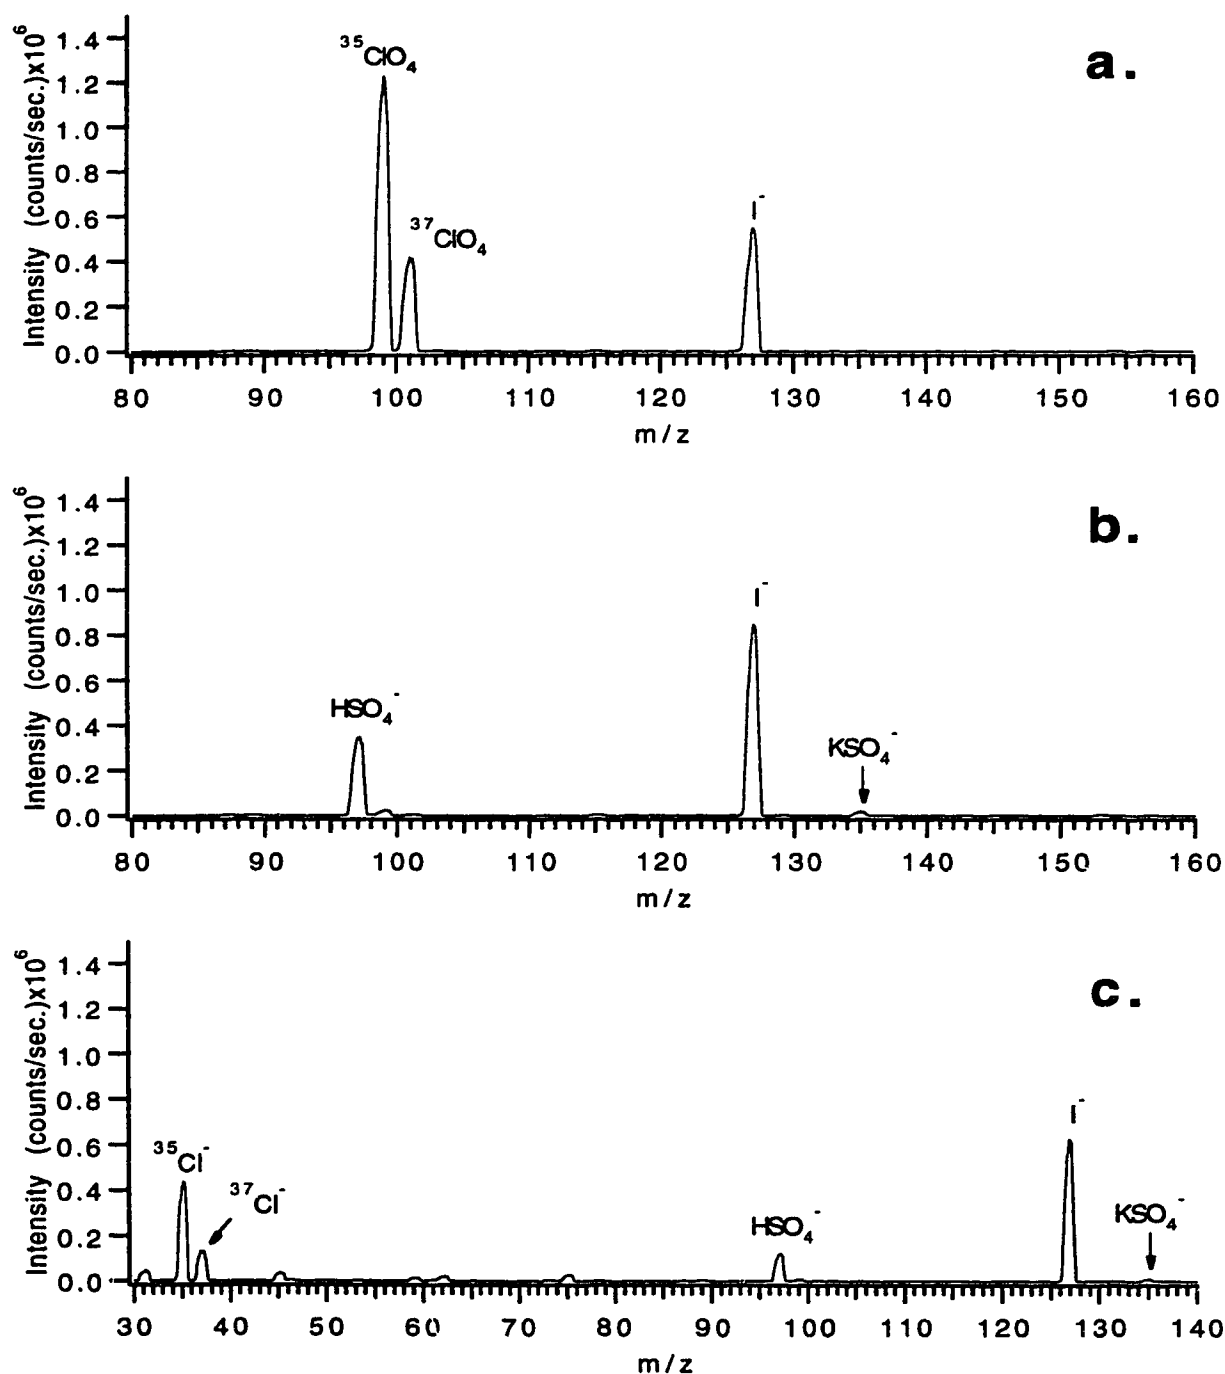 a.
Intensity (counts/sec.)x10⁶
1.4
1.2
1.0
0.8
0.6
0.4
0.2
0.0
³⁵ClO₄
³⁷ClO₄
I⁻
80 90 100 110 120 130 140 150 160
m/z
b.
Intensity (counts/sec.)x10⁶
1.4
1.2
1.0
0.8
0.6
0.4
0.2
0.0
HSO₄⁻
I⁻
KSO₄⁻
80 90 100 110 120 130 140 150 160
m/z
c.
Intensity (counts/sec.)x10⁶
1.4
1.2
1.0
0.8
0.6
0.4
0.2
0.0
³⁵Cl⁻
³⁷Cl⁻
HSO₄⁻
I⁻
KSO₄⁻
30 40 50 60 70 80 90 100 110 120 130 140
m/z